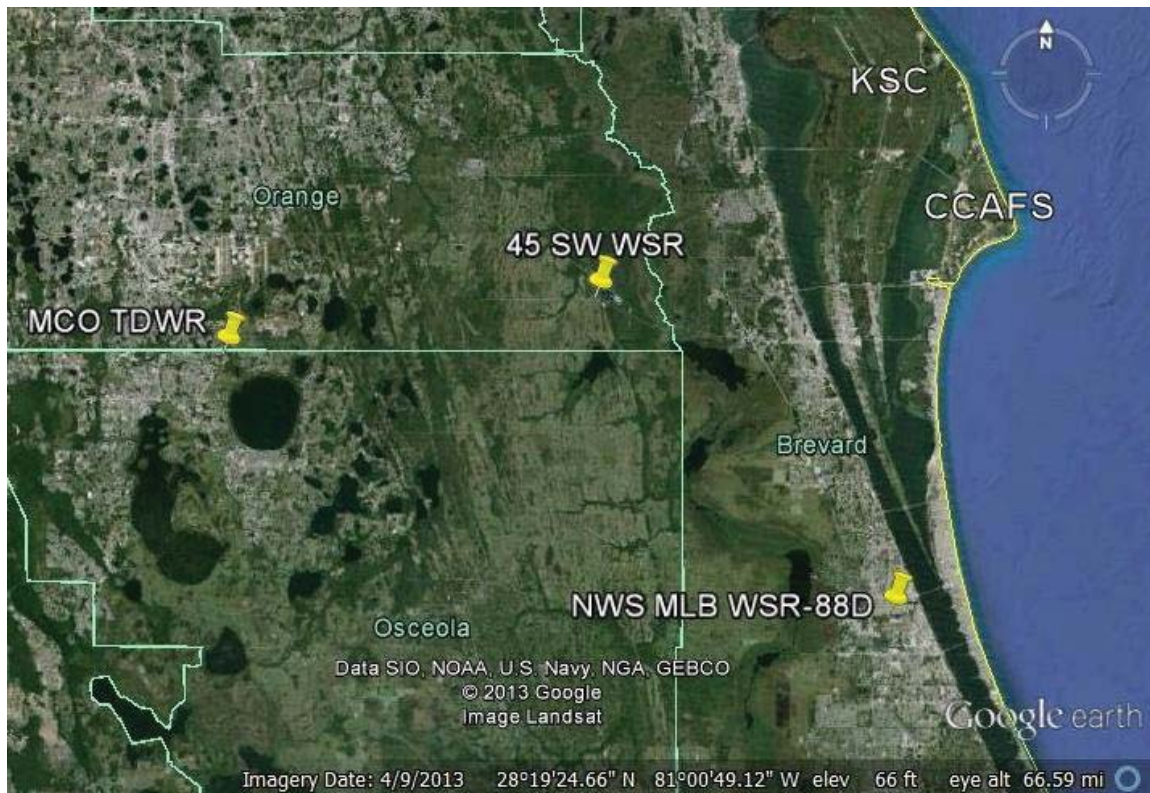 N
KSC
Orange
CCAFS
45 SW WSR
MCO TDWR
Brevard
NWS MLB WSR-88D
Osceola
Data SIO, NOAA, U.S. Navy, NGA, GEBCO
© 2013 Google
Image Landsat
Google earth
Imagery Date: 4/9/2013 28°19'24.66" N 81°00'49.12" W elev 66 ft eye alt 66.59 mi